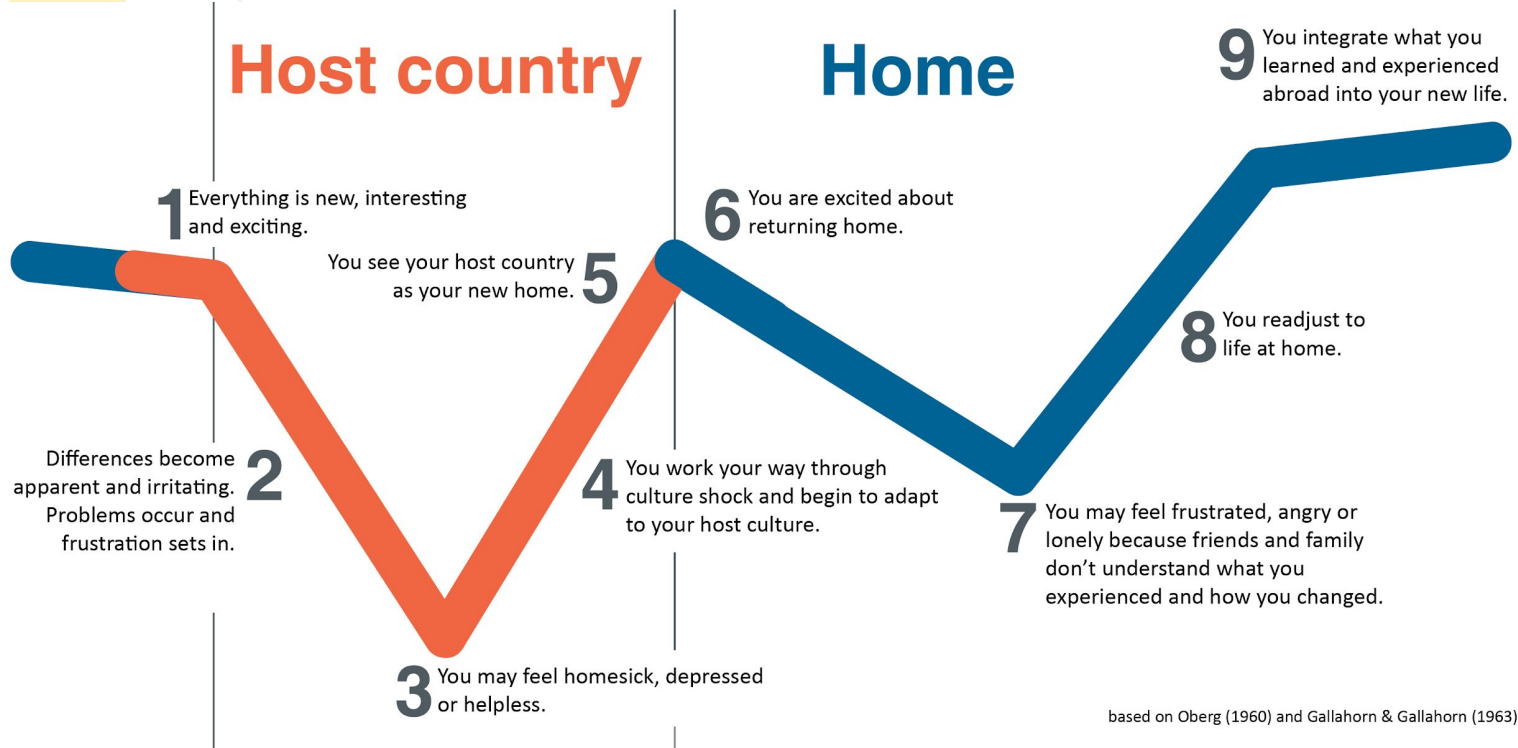 Host country
Home
1 Everything is new, interesting
and exciting.
Differences become
apparent and irritating.
Problems occur and
frustration sets in.
2
3 You may feel homesick, depressed
or helpless.
4 You work your way through
culture shock and begin to adapt
to your host culture.
You see your host country
as your new home.
5
6 You are excited about
returning home.
7 You may feel frustrated, angry or
lonely because friends and family
don’t understand what you
experienced and how you changed.
8 You readjust to
life at home.
9 You integrate what you
learned and experienced
abroad into your new life.
based on Oberg (1960) and Gallahorn & Gallahorn (1963)